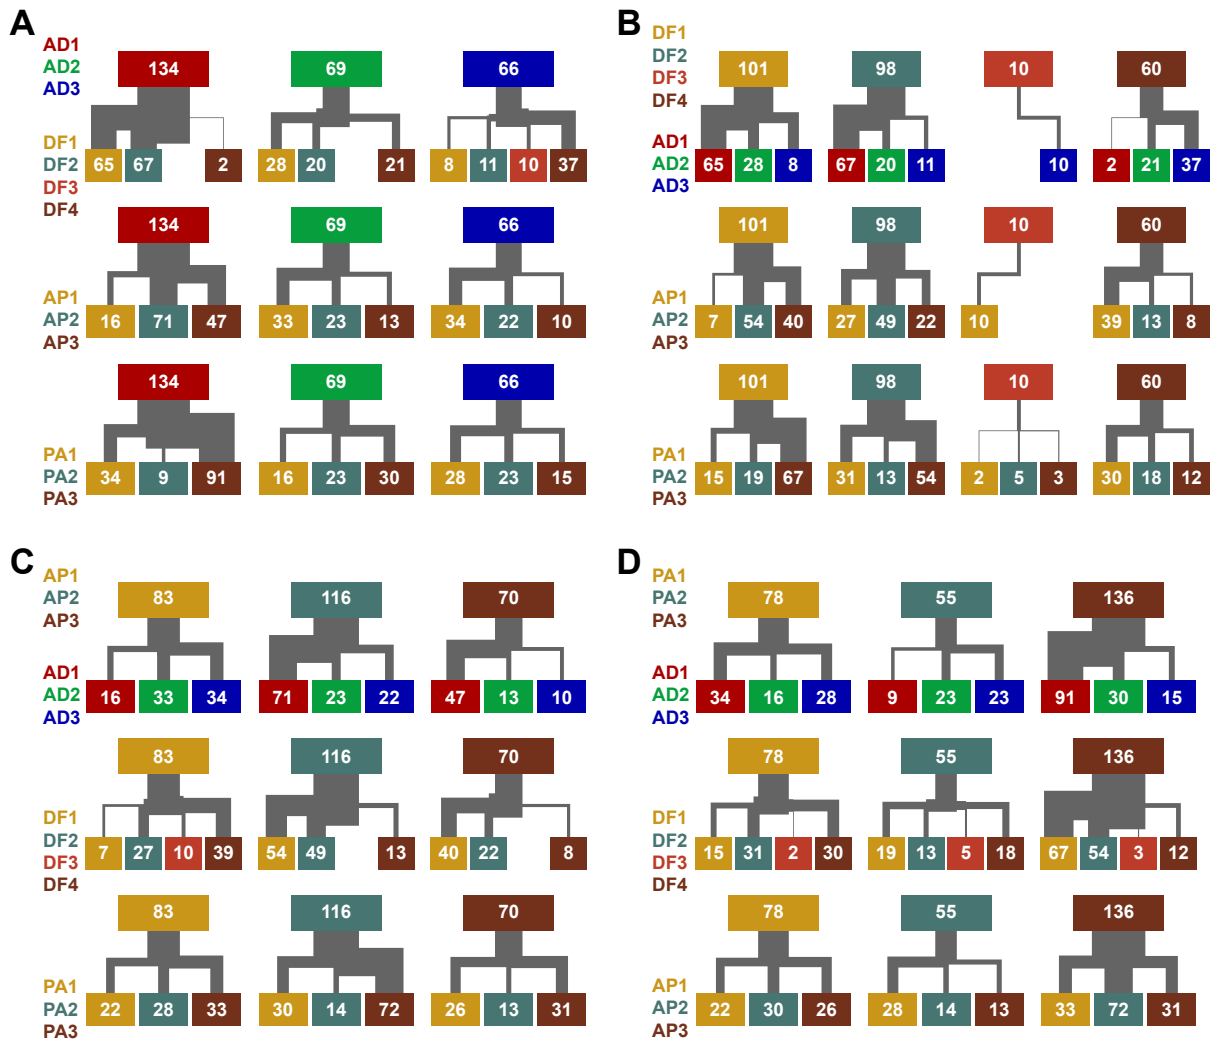 A
AD1
AD2
AD3
134 69 66
DF1
DF2
DF3
DF4
65 67 2 28 20 21 8 11 10 37
134 69 66
AP1
AP2
AP3
16 71 47 33 23 13 34 22 10
134 69 66
PA1
PA2
PA3
34 9 91 16 23 30 28 23 15
B
DF1
DF2
DF3
DF4
101 98 10 60
AD1
AD2
AD3
65 28 8 67 20 11 10 2 21 37
101 98 10 60
AP1
AP2
AP3
7 54 40 27 49 22 10 39 13 8
101 98 10 60
PA1
PA2
PA3
15 19 67 31 13 54 2 5 3 30 18 12
C
AP1
AP2
AP3
83 116 70
AD1
AD2
AD3
16 33 34 71 23 22 47 13 10
83 116 70
DF1
DF2
DF3
DF4
7 27 10 39 54 49 13 40 22 8
83 116 70
PA1
PA2
PA3
22 28 33 30 14 72 26 13 31
D
PA1
PA2
PA3
78 55 136
AD1
AD2
AD3
34 16 28 9 23 23 91 30 15
78 55 136
DF1
DF2
DF3
DF4
15 31 2 30 19 13 5 18 67 54 3 12
78 55 136
AP1
AP2
AP3
22 30 26 28 14 13 33 72 31